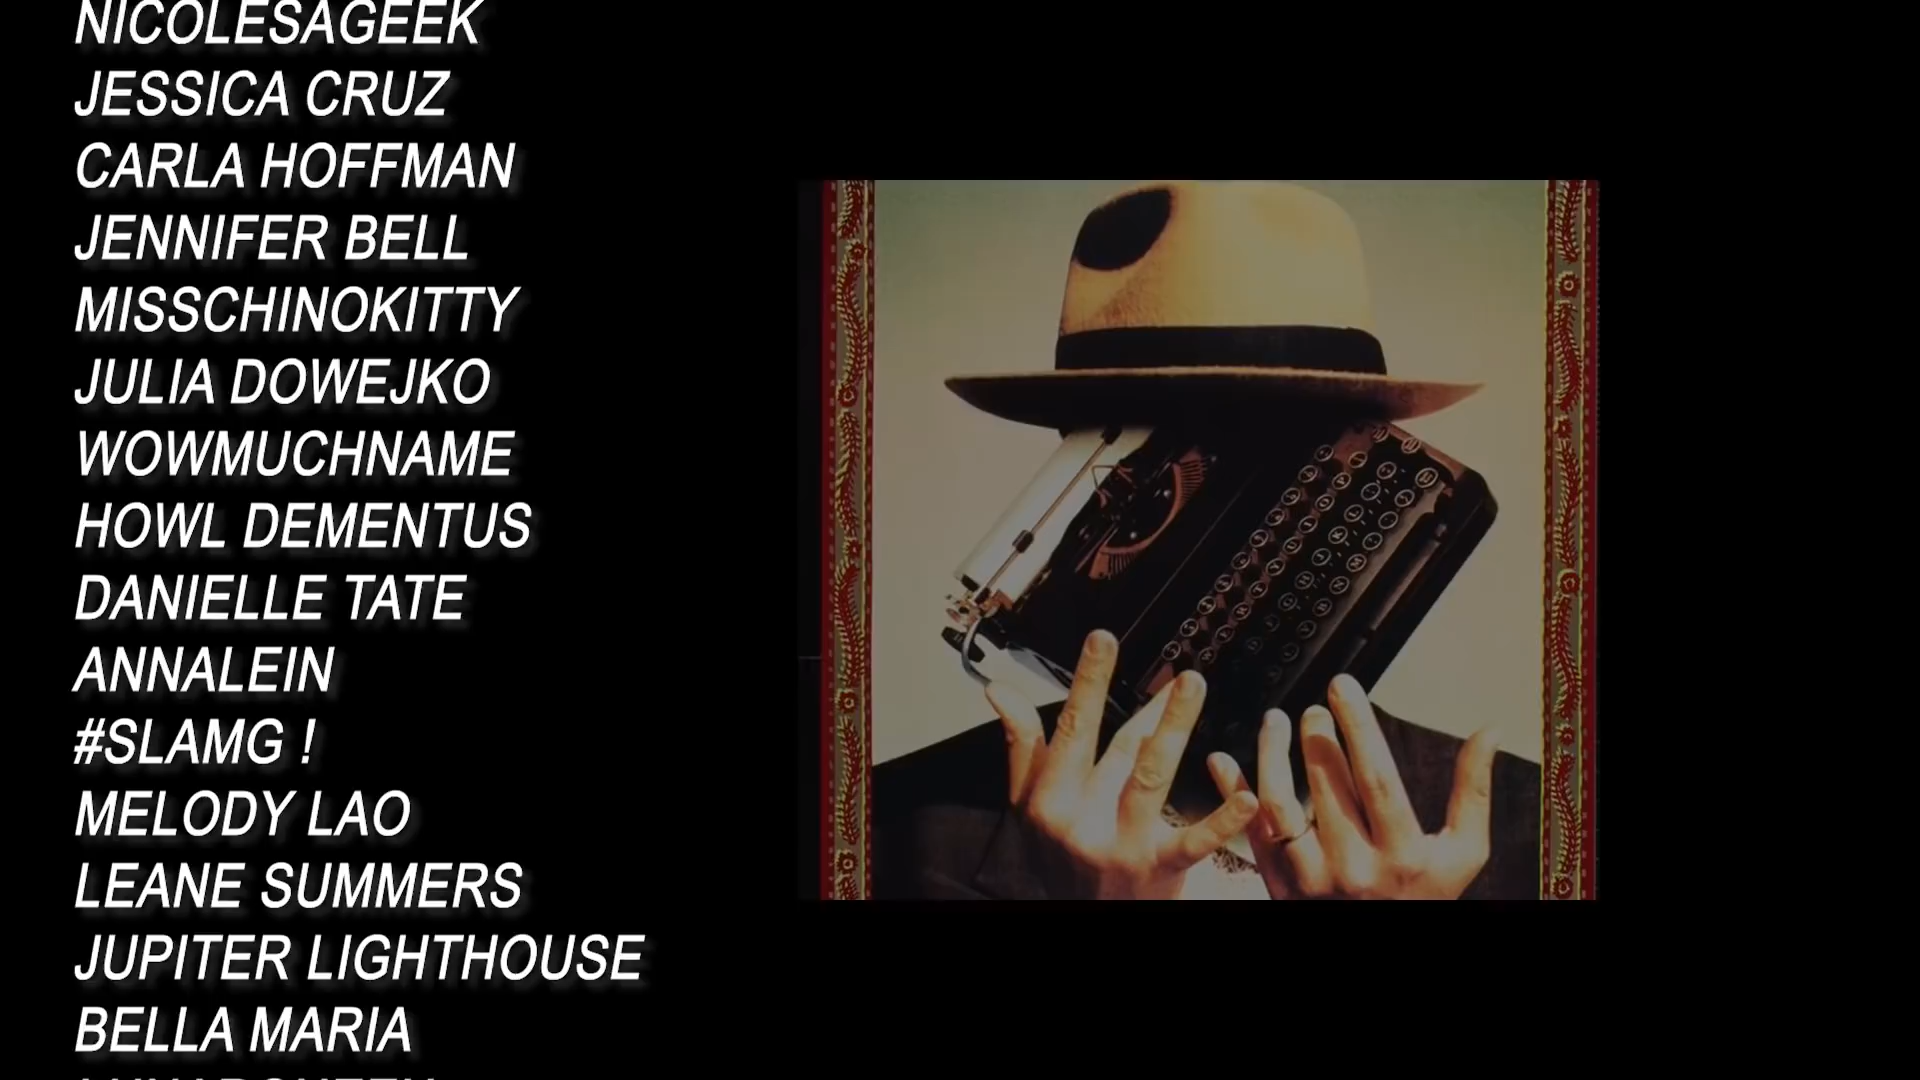 NICOLESAGEEK
JESSICA CRUZ
CARLA HOFFMAN
JENNIFER BELL
MISSCHINOKITTY
JULIA DOWEJKO
WOWMUCHNAME
HOWL DEMENTUS
DANIELLE TATE
ANNALEIN
#SLAMG !
MELODY LAO
LEANE SUMMERS
JUPITER LIGHTHOUSE
BELLA MARIA